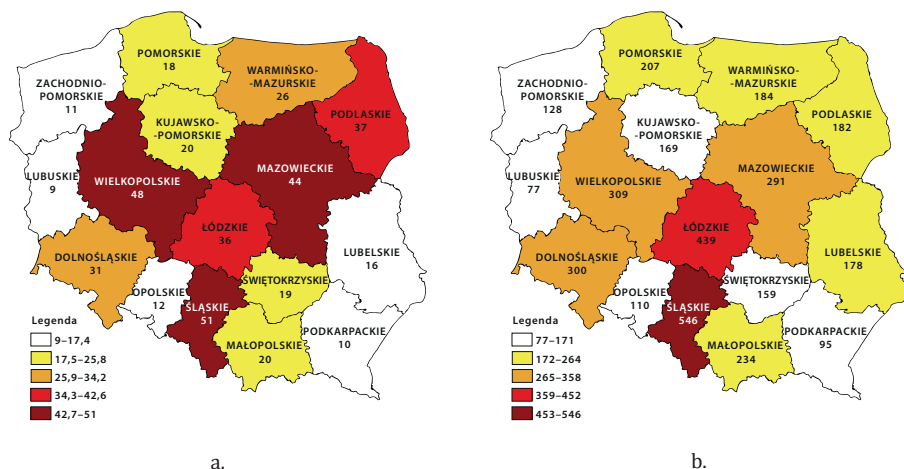 POMORSKIE
18
ZACHODNIO-
-POMORSKIE
11
WARMIŃSKO-
-MAZURSKIE
26
PODLASKIE
37
KUJAWSKO-
-POMORSKIE
20
LUBUSKIE
9
WIELKOPOLSKIE
48
MAZOWIECKIE
44
ŁÓDZKIE
36
DOLNOŚLĄSKIE
31
LUBELSKIE
16
OPOLSKIE
12
ŚLĄSKIE
51
ŚWIĘTOKRZYSKIE
19
MAŁOPOLSKIE
20
PODKARPACKIE
10
Legenda
9–17,4
17,5–25,8
25,9–34,2
34,3–42,6
42,7–51
a.
POMORSKIE
207
ZACHODNIO-
-POMORSKIE
128
WARMIŃSKO-
-MAZURSKIE
184
PODLASKIE
182
KUJAWSKO-
-POMORSKIE
169
LUBUSKIE
77
WIELKOPOLSKIE
309
MAZOWIECKIE
291
ŁÓDZKIE
439
DOLNOŚLĄSKIE
300
LUBELSKIE
178
OPOLSKIE
110
ŚLĄSKIE
546
ŚWIĘTOKRZYSKIE
159
MAŁOPOLSKIE
234
PODKARPACKIE
95
Legenda
77–171
172–264
265–358
359–452
453–546
b.